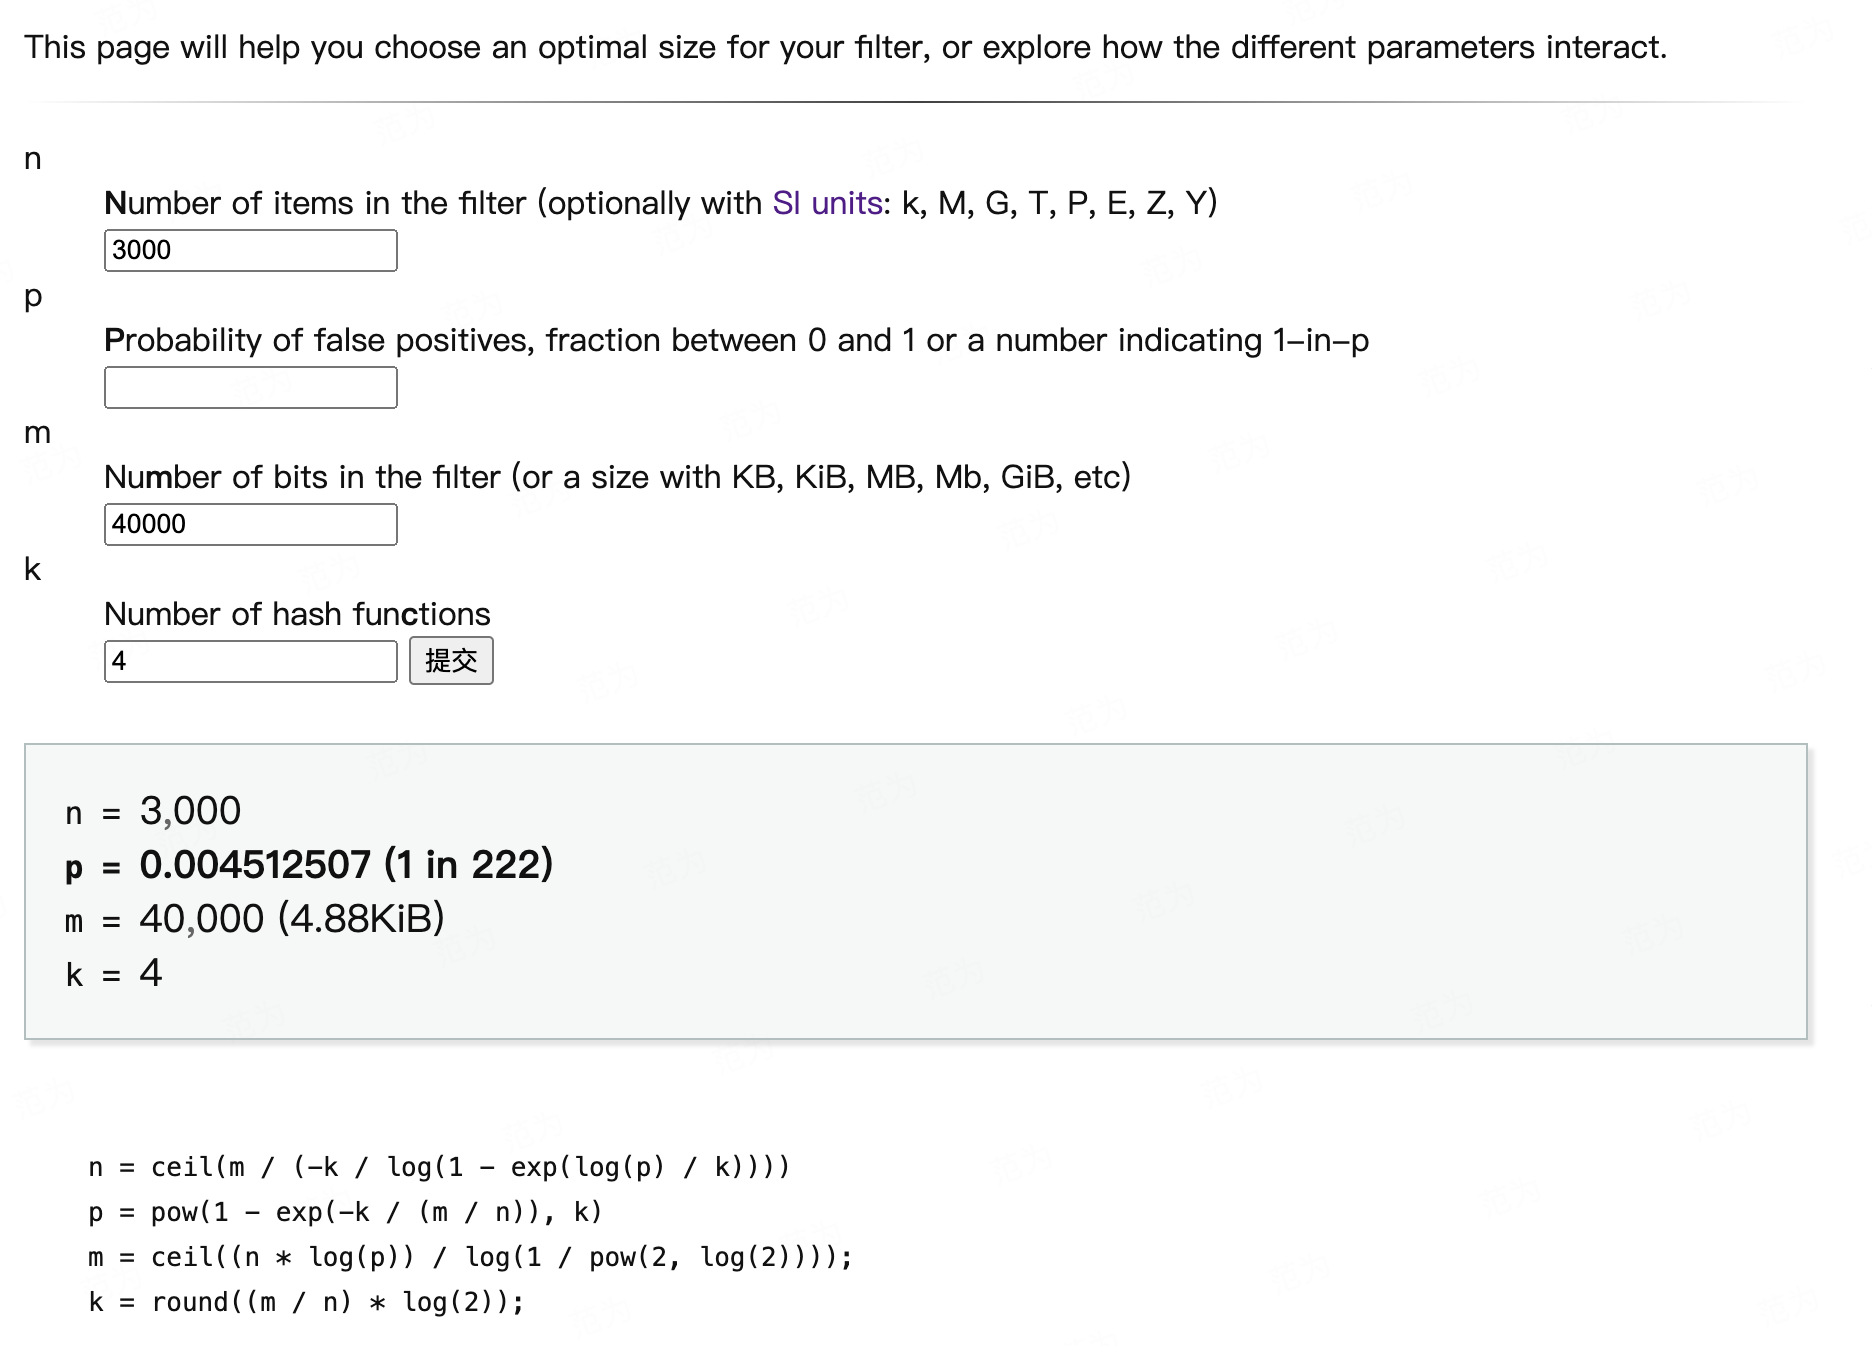 This page will help you choose an optimal size for your filter, or explore how the different parameters interact.
n
Number of items in the filter (optionally with SI units: k, M, G, T, P, E, Z, Y)
3000
p
Probability of false positives, fraction between 0 and 1 or a number indicating 1-in-p
m
Number of bits in the filter (or a size with KB, KiB, MB, Mb, GiB, etc)
40000
k
Number of hash functions
4 提交
n = 3,000
p = 0.004512507 (1 in 222)
m = 40,000 (4.88KiB)
k = 4
n = ceil(m / (-k / log(1 - exp(log(p) / k))))
p = pow(1 - exp(-k / (m / n)), k)
m = ceil((n * log(p)) / log(1 / pow(2, log(2))));
k = round((m / n) * log(2));